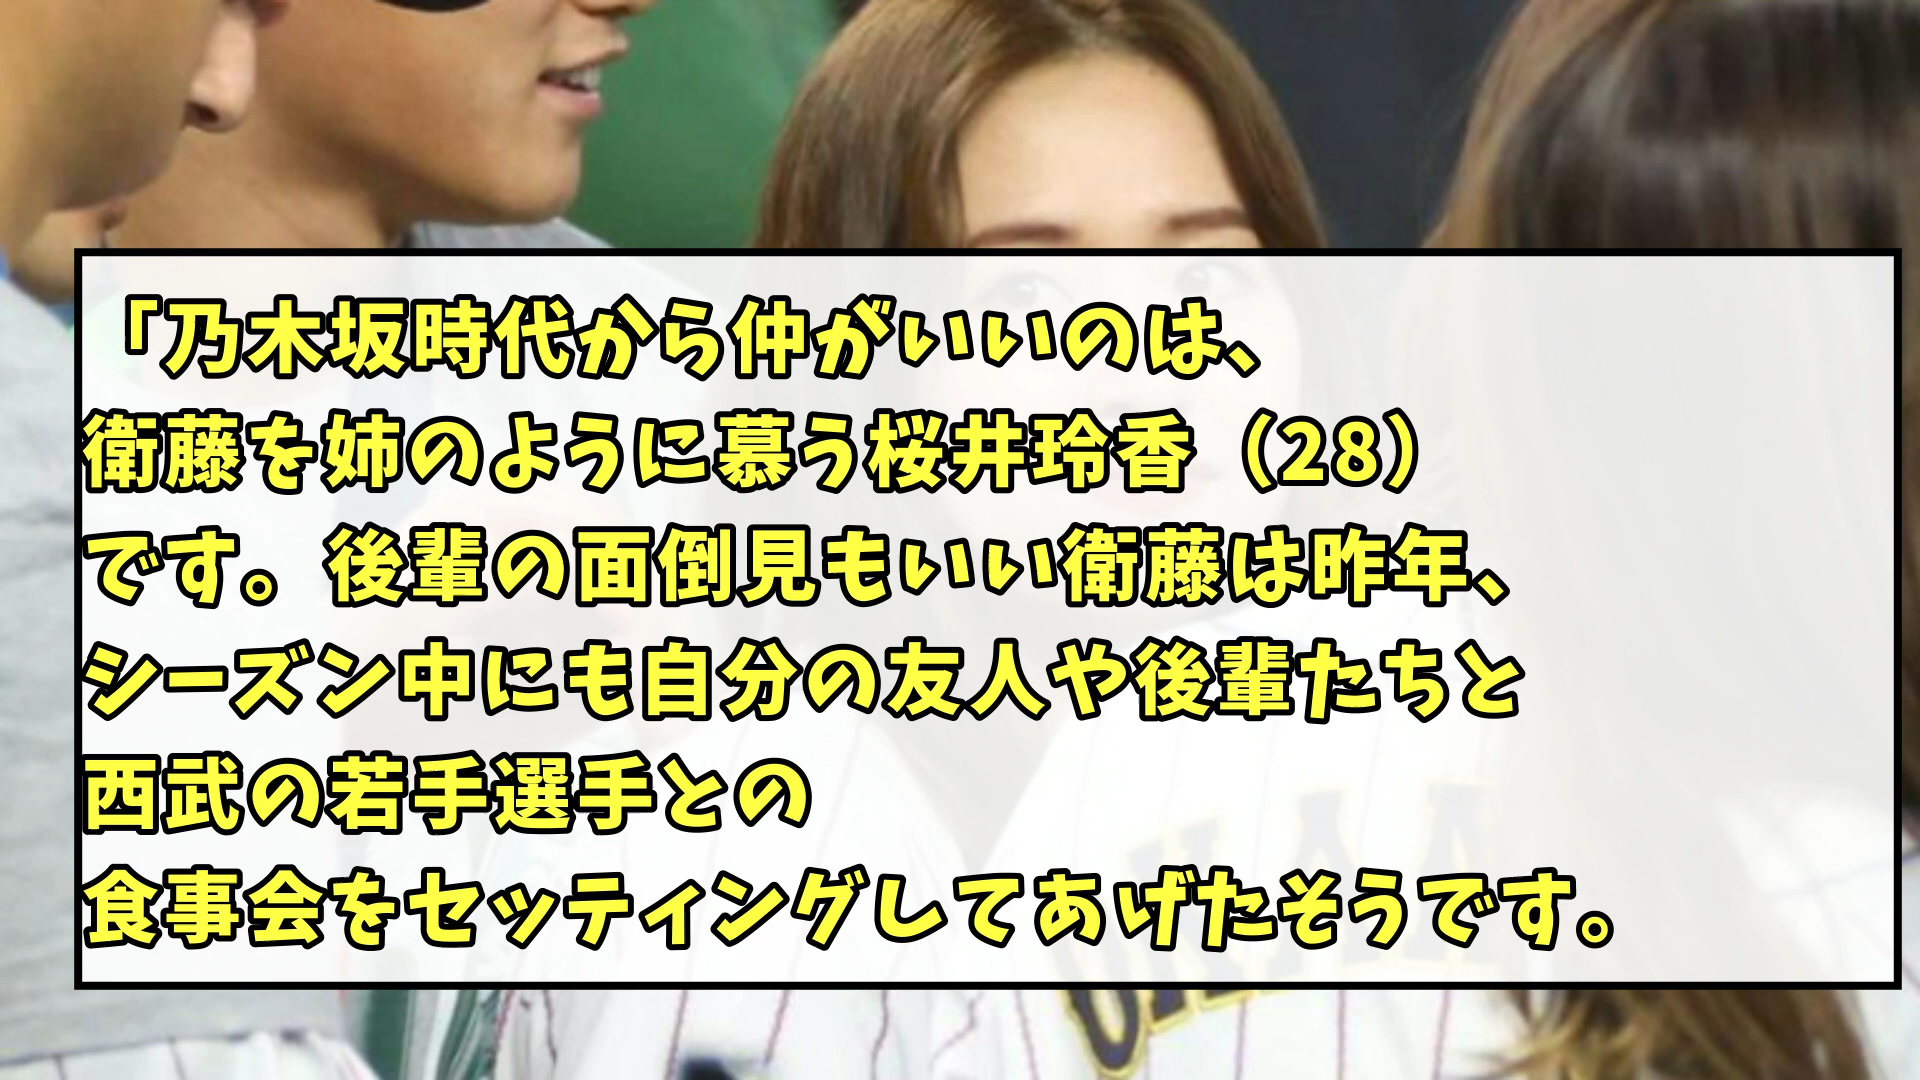 「乃木坂時代から仲がいいのは、
衛藤を姉のように慕う桜井玲香（28）
です。後輩の面倒見もいい衛藤は昨年、
シーズン中にも自分の友人や後輩たちと
西武の若手選手との
食事会をセッティングしてあげたそうです。